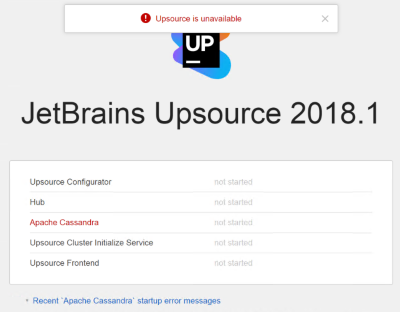 Upsource is unavailable
UP
JetBrains Upsource 2018.1
Upsource Configurator not started
Hub not started
Apache Cassandra not started
Upsource Cluster Initialize Service not started
Upsource Frontend not started
Recent `Apache Cassandra` startup error messages